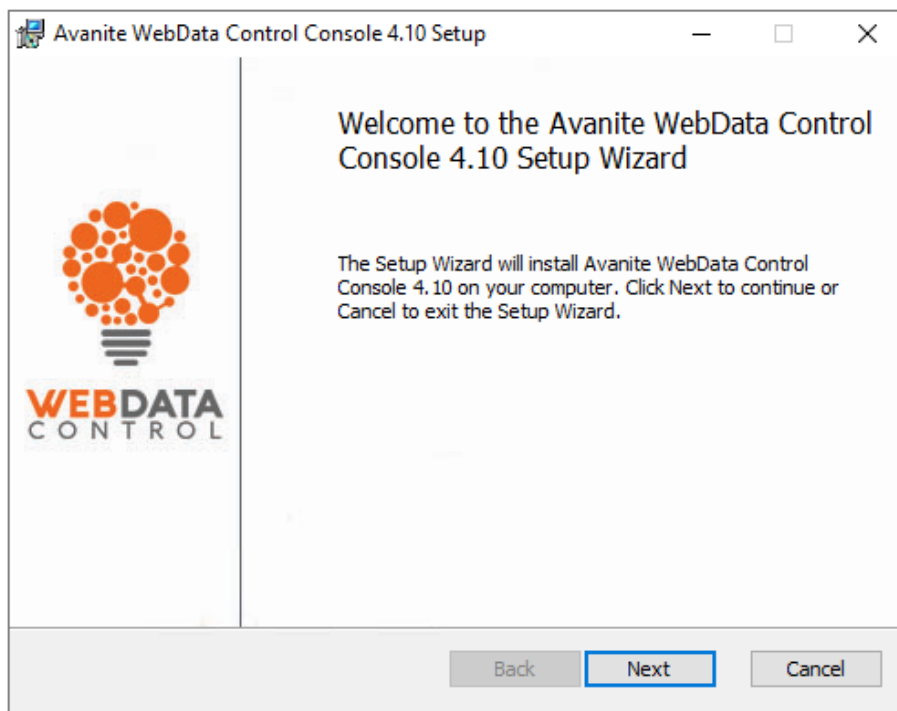 Avanite WebData Control Console 4.10 Setup
Welcome to the Avanite WebData Control
Console 4.10 Setup Wizard
The Setup Wizard will install Avanite WebData Control
Console 4.10 on your computer. Click Next to continue or
Cancel to exit the Setup Wizard.
WEBDATA
CONTROL
Back Next Cancel